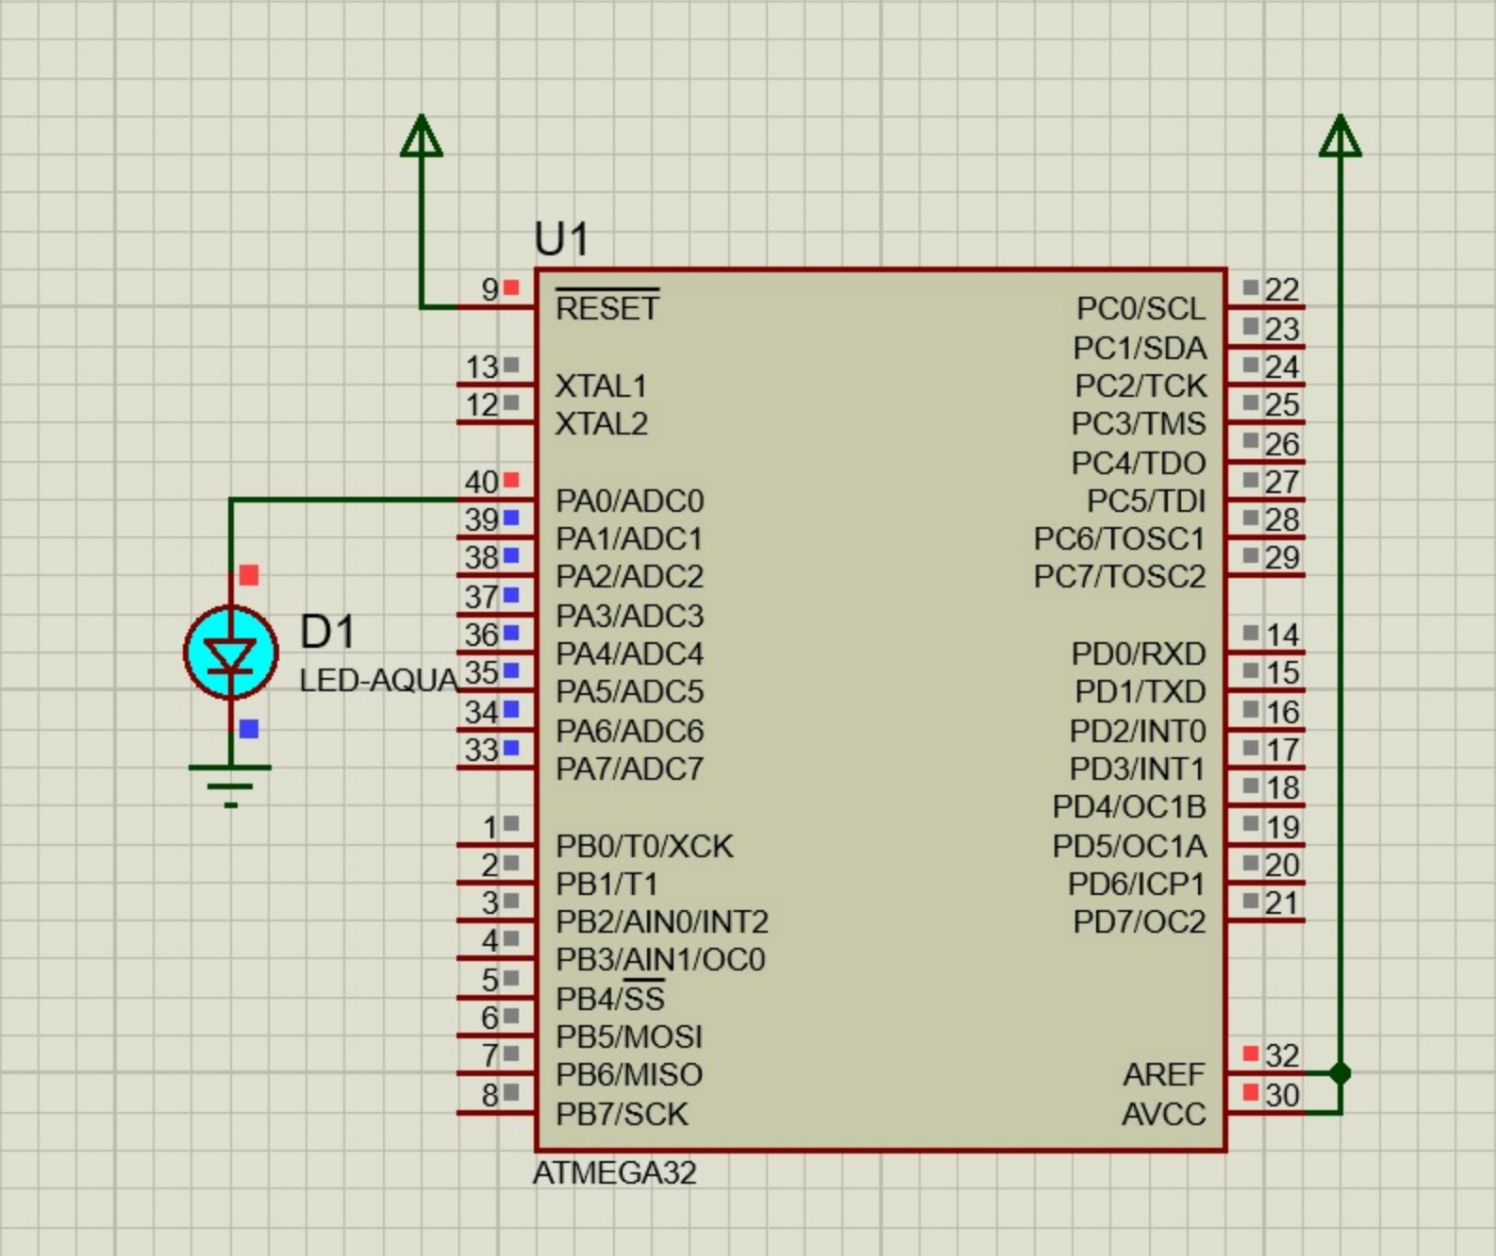 U1
9 RESET PC0/SCL 22
PC1/SDA 23
13 XTAL1 PC2/TCK 24
12 XTAL2 PC3/TMS 25
PC4/TDO 26
40 PA0/ADC0 PC5/TDI 27
39 PA1/ADC1 PC6/TOSC1 28
38 PA2/ADC2 PC7/TOSC2 29
37 PA3/ADC3
D1
36 PA4/ADC4 PD0/RXD 14
LED-AQUA
35 PA5/ADC5 PD1/TXD 15
34 PA6/ADC6 PD2/INT0 16
33 PA7/ADC7 PD3/INT1 17
PD4/OC1B 18
1 PB0/T0/XCK PD5/OC1A 19
2 PB1/T1 PD6/ICP1 20
3 PB2/AIN0/INT2 PD7/OC2 21
4 PB3/AIN1/OC0
5 PB4/SS
6 PB5/MOSI
7 PB6/MISO AREF 32
8 PB7/SCK AVCC 30
ATMEGA32